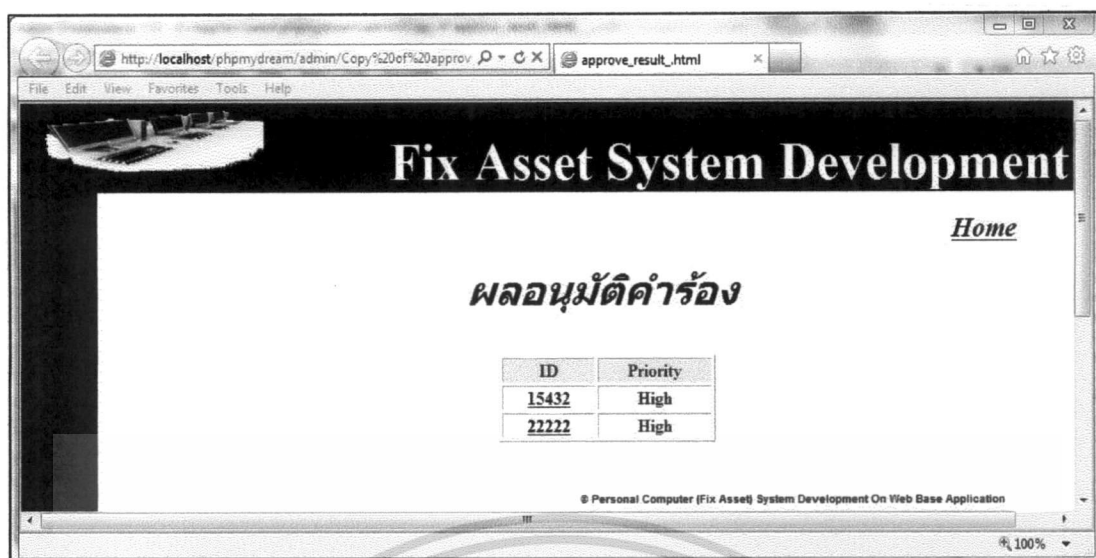 http://localhost/phpmydream/admin/Copy%20of%20approv
approve_result_.html
File Edit View Favorites Tools Help
Fix Asset System Development
Home
ผลอนุมัติคำร้อง
ID Priority
15432 High
22222 High
© Personal Computer (Fix Asset) System Development On Web Base Application
100%